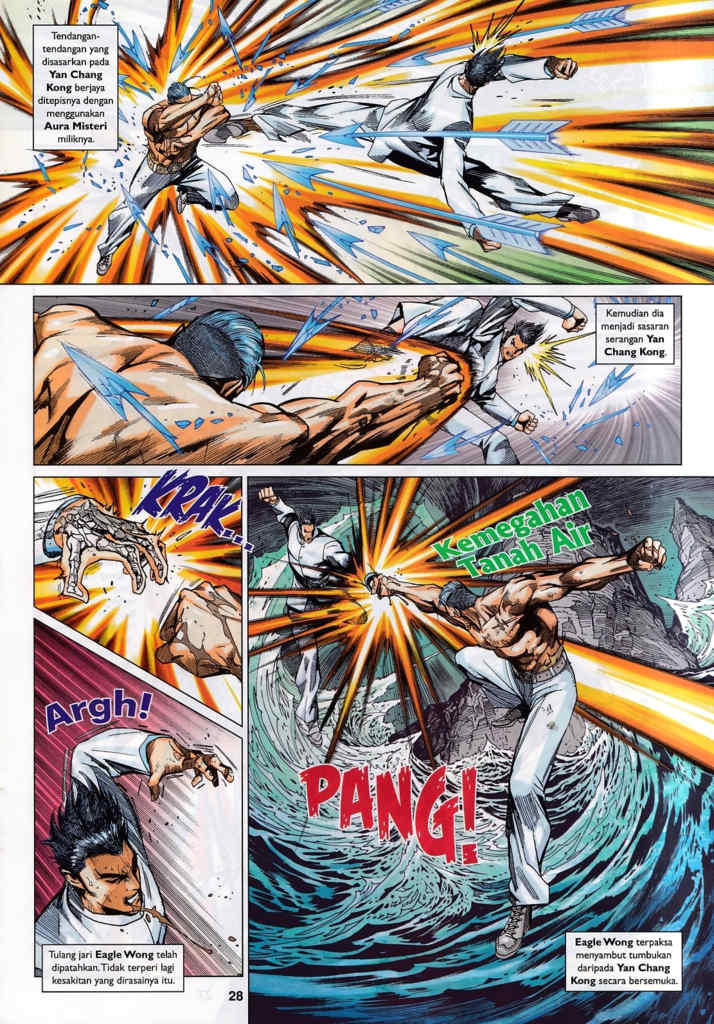 Tendangan-
tendangan yang
disasarkan pada
Yan Chang
Kong berjaya
ditepisnya dengan
menggunakan
Aura Misteri
miliknya.
Kemudian dia
menjadi sasaran
serangan Yan
Chang Kong.
KRAK...
Argh!
Tulang jari Eagle Wong telah
dipatahkan. Tidak terperi lagi
kesakitan yang dirasainya itu.
Kemegahan
Tanah Air
PANG!
Eagle Wong terpaksa
menyambut tumbukan
daripada Yan Chang
Kong secara bersemuka.
28